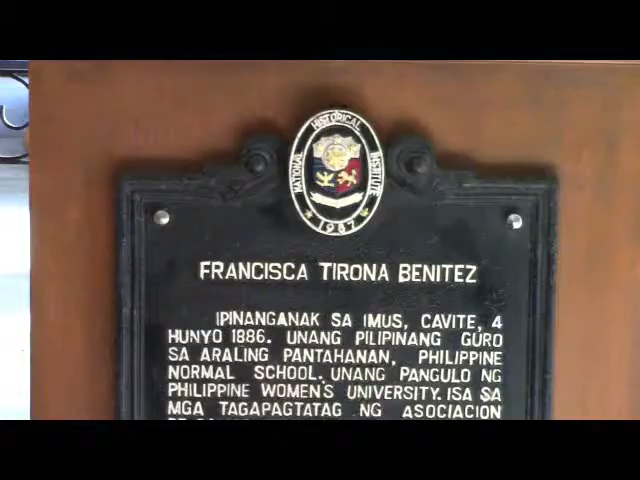 NATIONAL HISTORICAL INSTITUTE
1987
FRANCISCA TIRONA BENITEZ
IPINANGANAK SA IMUS, CAVITE, 4
HUNYO 1886. UNANG PILIPINANG GURO
SA ARALING PANTAHANAN, PHILIPPINE
NORMAL SCHOOL. UNANG PANGULO NG
PHILIPPINE WOMEN'S UNIVERSITY. ISA SA
MGA TAGAPAGTATAG NG ASOCIACION